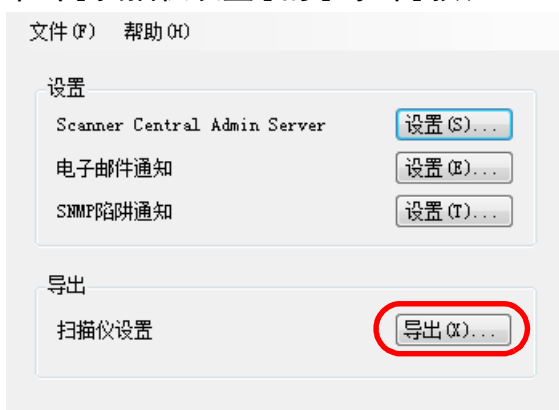 文件(F) 帮助(H)
设置
Scanner Central Admin Server 设置(S)...
电子邮件通知 设置(E)...
SNMP陷阱通知 设置(T)...
导出
扫描仪设置 导出(X)...